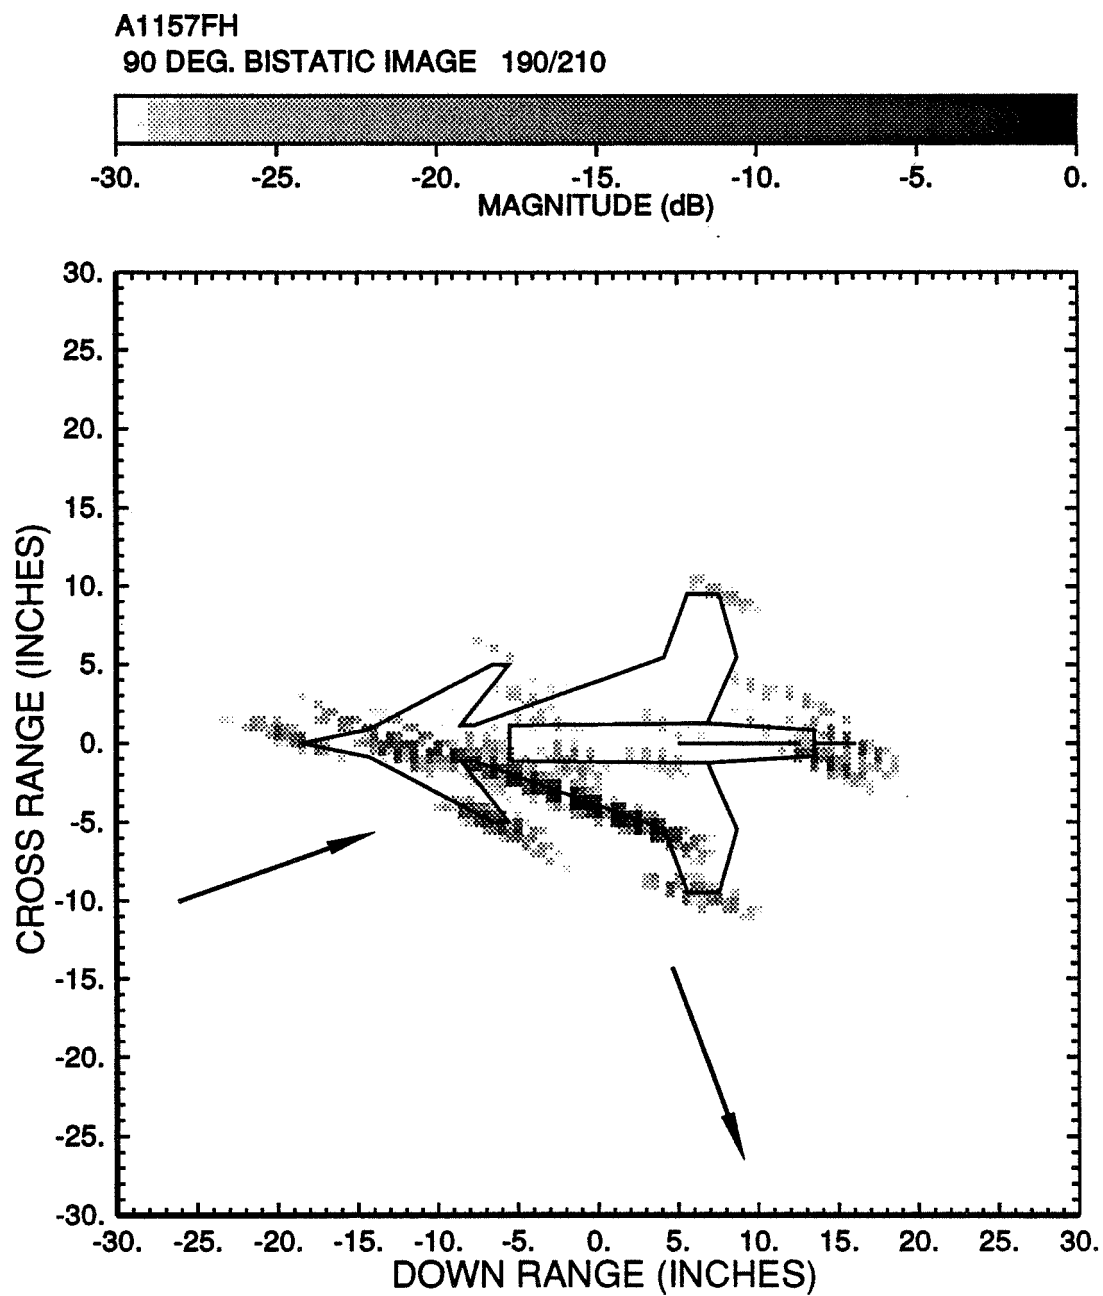 A1157FH
90 DEG. BISTATIC IMAGE 190/210
-30. -25. -20. -15. -10. -5. 0.
MAGNITUDE (dB)
30.
25.
20.
15.
10.
5.
0.
-5.
-10.
-15.
-20.
-25.
-30.
CROSS RANGE (INCHES)
-30. -25. -20. -15. -10. -5. 0. 5. 10. 15. 20. 25. 30.
DOWN RANGE (INCHES)